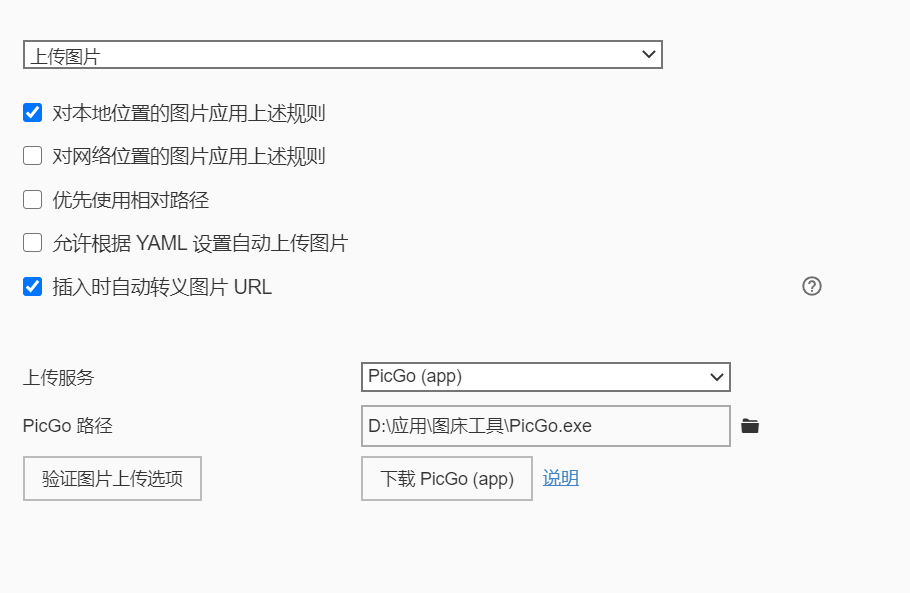 上传图片
对本地位置的图片应用上述规则
对网络位置的图片应用上述规则
优先使用相对路径
允许根据 YAML 设置自动上传图片
插入时自动转义图片 URL
上传服务 PicGo (app)
PicGo 路径 D:\应用\图床工具\PicGo.exe
验证图片上传选项 下载 PicGo (app) 说明